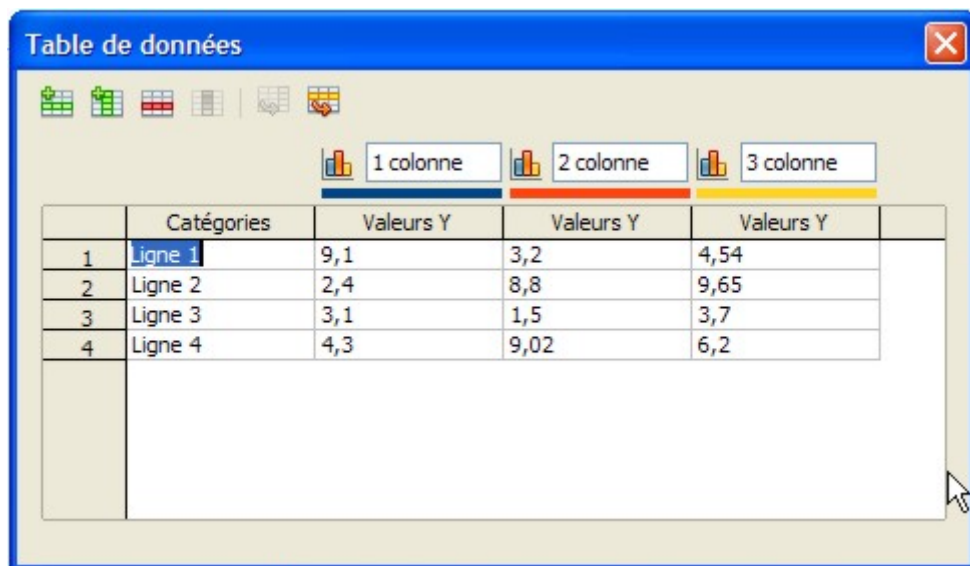 Table de données
1 colonne 2 colonne 3 colonne
Catégories Valeurs Y Valeurs Y Valeurs Y
1 Ligne 1 9,1 3,2 4,54
2 Ligne 2 2,4 8,8 9,65
3 Ligne 3 3,1 1,5 3,7
4 Ligne 4 4,3 9,02 6,2